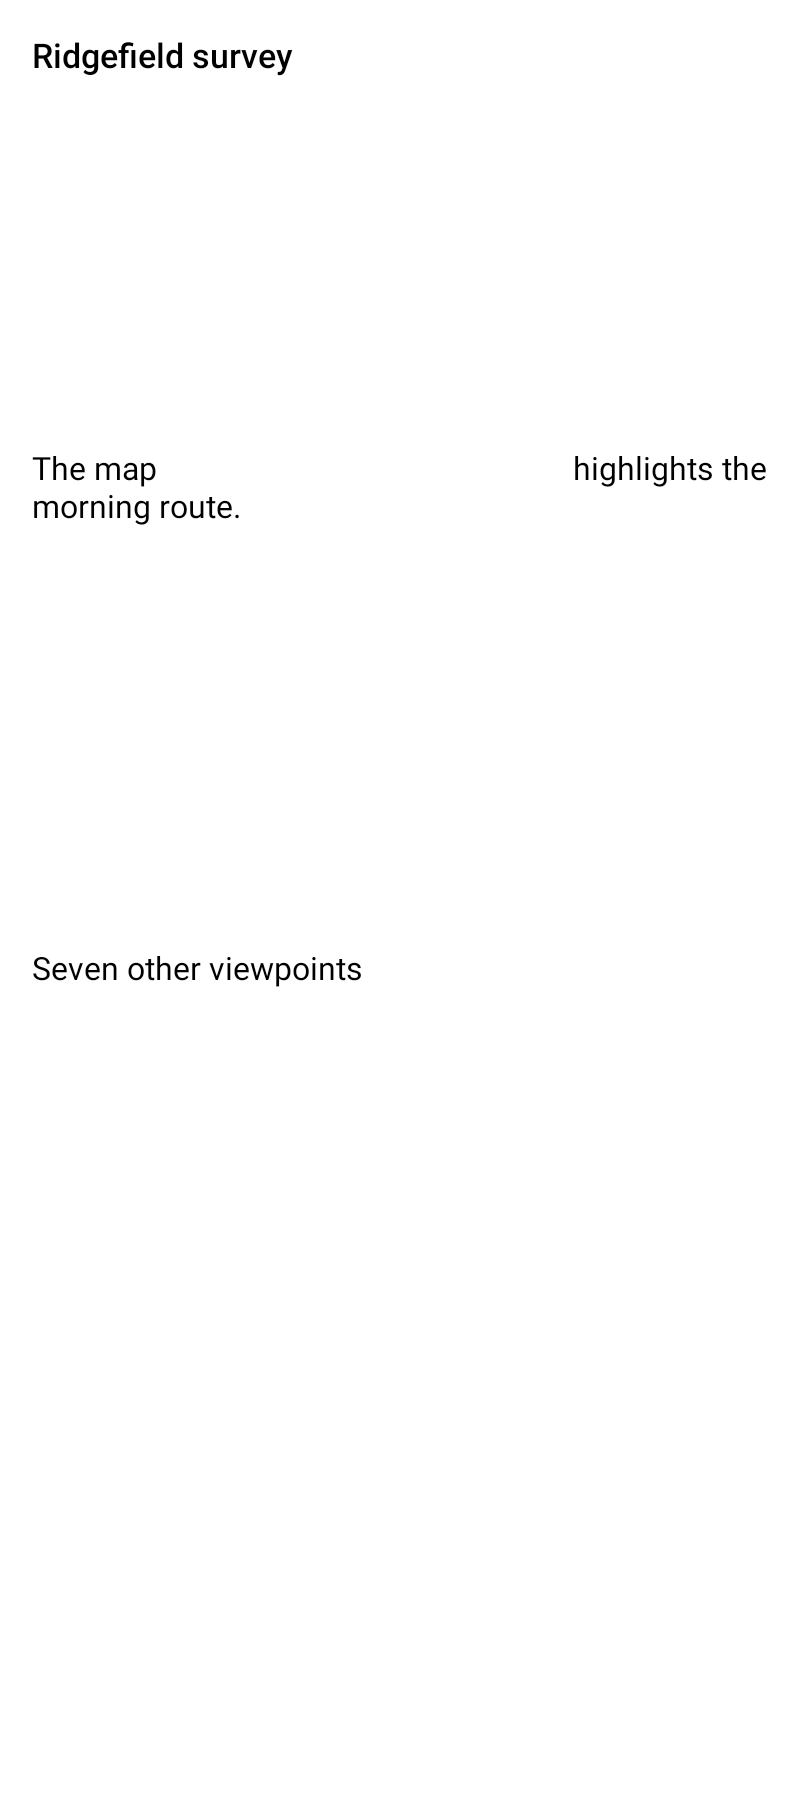 Ridgefield survey
The map highlights the
morning route.
Seven other viewpoints